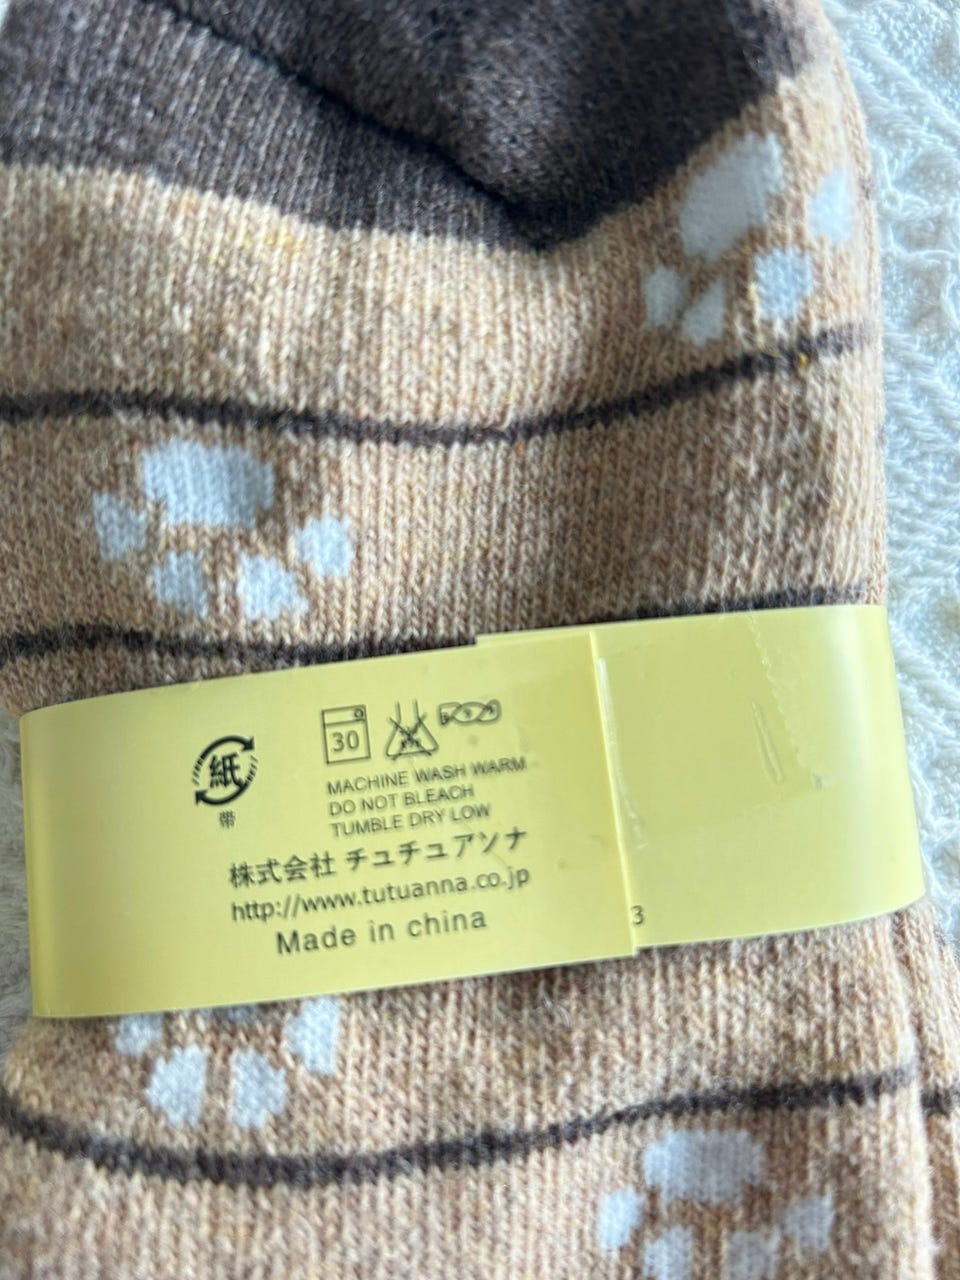 紙
帯
30
MACHINE WASH WARM
DO NOT BLEACH
TUMBLE DRY LOW
株式会社 チュチュアンナ
http://www.tutuanna.co.jp
Made in china
3